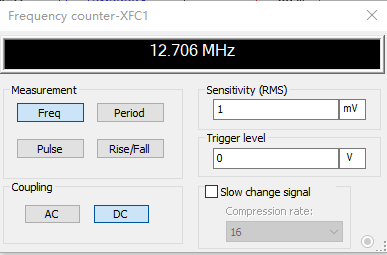 Frequency counter-XFC1
12.706 MHz
Measurement
Freq
Period
Pulse
Rise/Fall
Coupling
AC
DC
Sensitivity (RMS)
1
mV
Trigger level
0
V
Slow change signal
Compression rate:
16